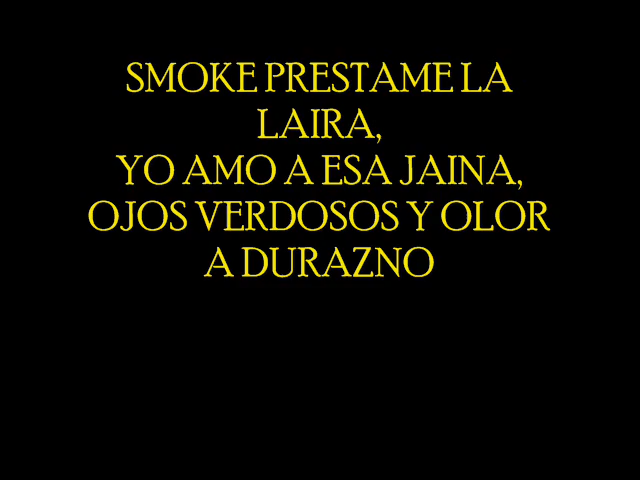 SMOKE PRESTAME LA
LAIRA,
YO AMO A ESA JAINA,
OJOS VERDOSOS Y OLOR
A DURAZNO